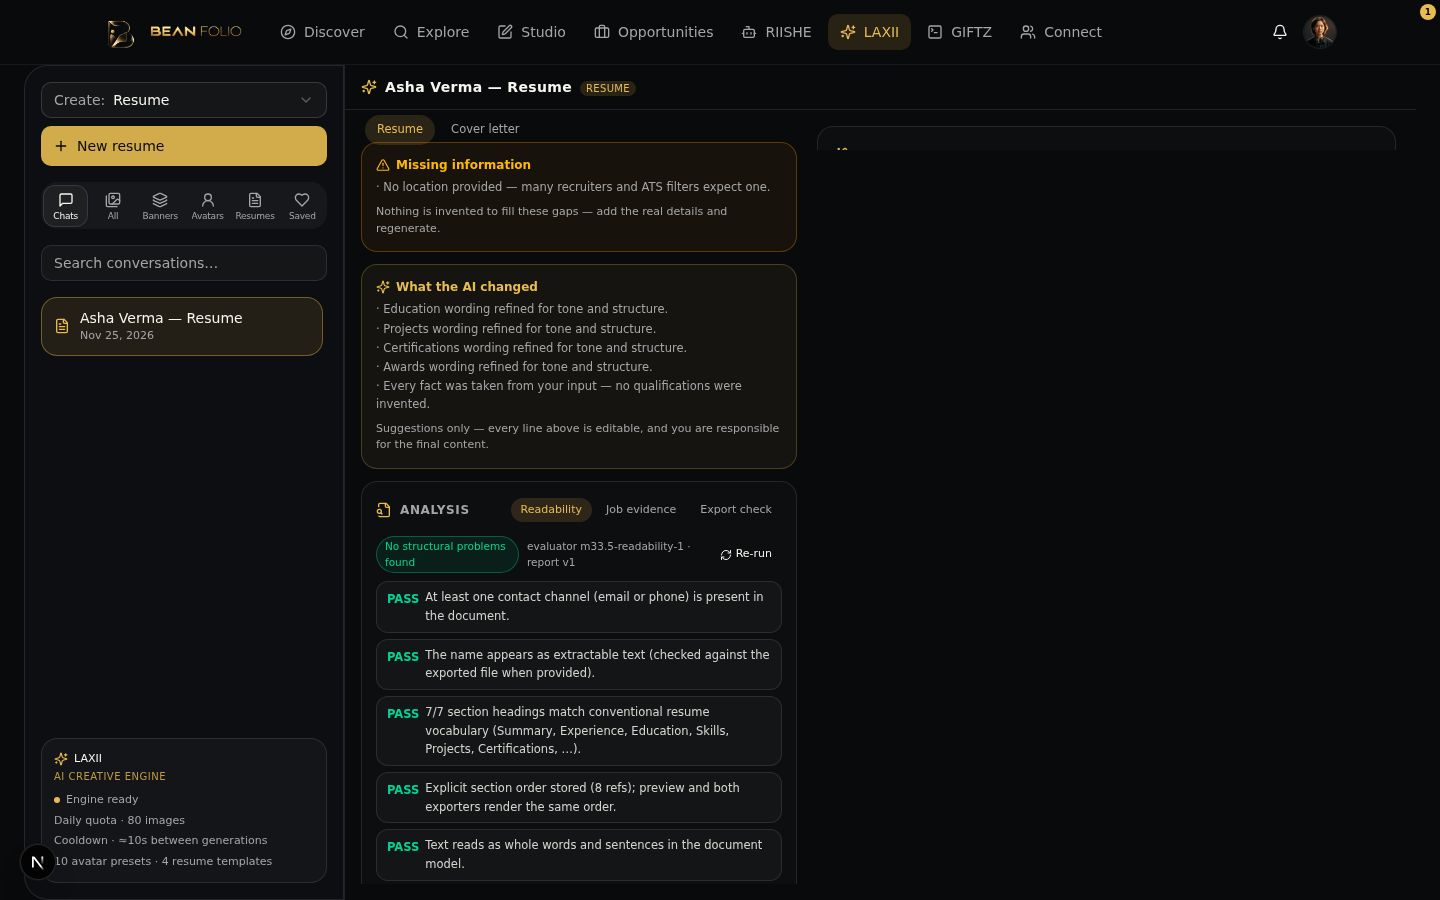 1
BEAN FOLIO
Discover
Explore
Studio
Opportunities
RIISHE
LAXII
GIFTZ
Connect
Create: Resume
New resume
Chats
All
Banners
Avatars
Resumes
Saved
Search conversations...
Asha Verma — Resume
Nov 25, 2026
LAXII
AI CREATIVE ENGINE
Engine ready
Daily quota · 80 images
Cooldown · ≈10s between generations
10 avatar presets · 4 resume templates
N
Asha Verma — Resume RESUME
Resume
Cover letter
Missing information
· No location provided — many recruiters and ATS filters expect one.
Nothing is invented to fill these gaps — add the real details and
regenerate.
What the AI changed
· Education wording refined for tone and structure.
· Projects wording refined for tone and structure.
· Certifications wording refined for tone and structure.
· Awards wording refined for tone and structure.
· Every fact was taken from your input — no qualifications were
invented.
Suggestions only — every line above is editable, and you are responsible
for the final content.
ANALYSIS
Readability
Job evidence
Export check
No structural problems
found
evaluator m33.5-readability-1 ·
report v1
Re-run
PASS At least one contact channel (email or phone) is present in
the document.
PASS The name appears as extractable text (checked against the
exported file when provided).
PASS 7/7 section headings match conventional resume
vocabulary (Summary, Experience, Education, Skills,
Projects, Certifications, …).
PASS Explicit section order stored (8 refs); preview and both
exporters render the same order.
PASS Text reads as whole words and sentences in the document
model.